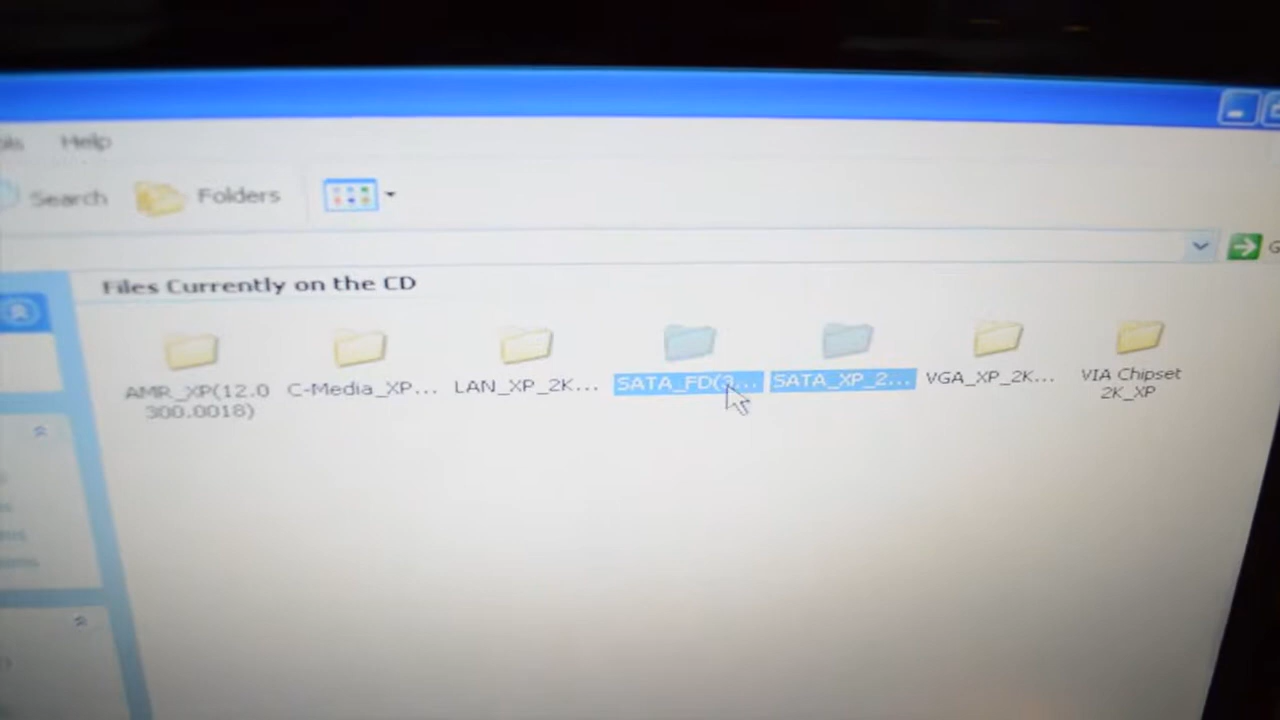 Help
Search
Folders
Files Currently on the CD
AMR_XP(12.0
300.0018)
C-Media_XP...
LAN_XP_2K...
SATA_FD(...
SATA_XP_2...
VGA_XP_2K...
VIA Chipset
2K_XP